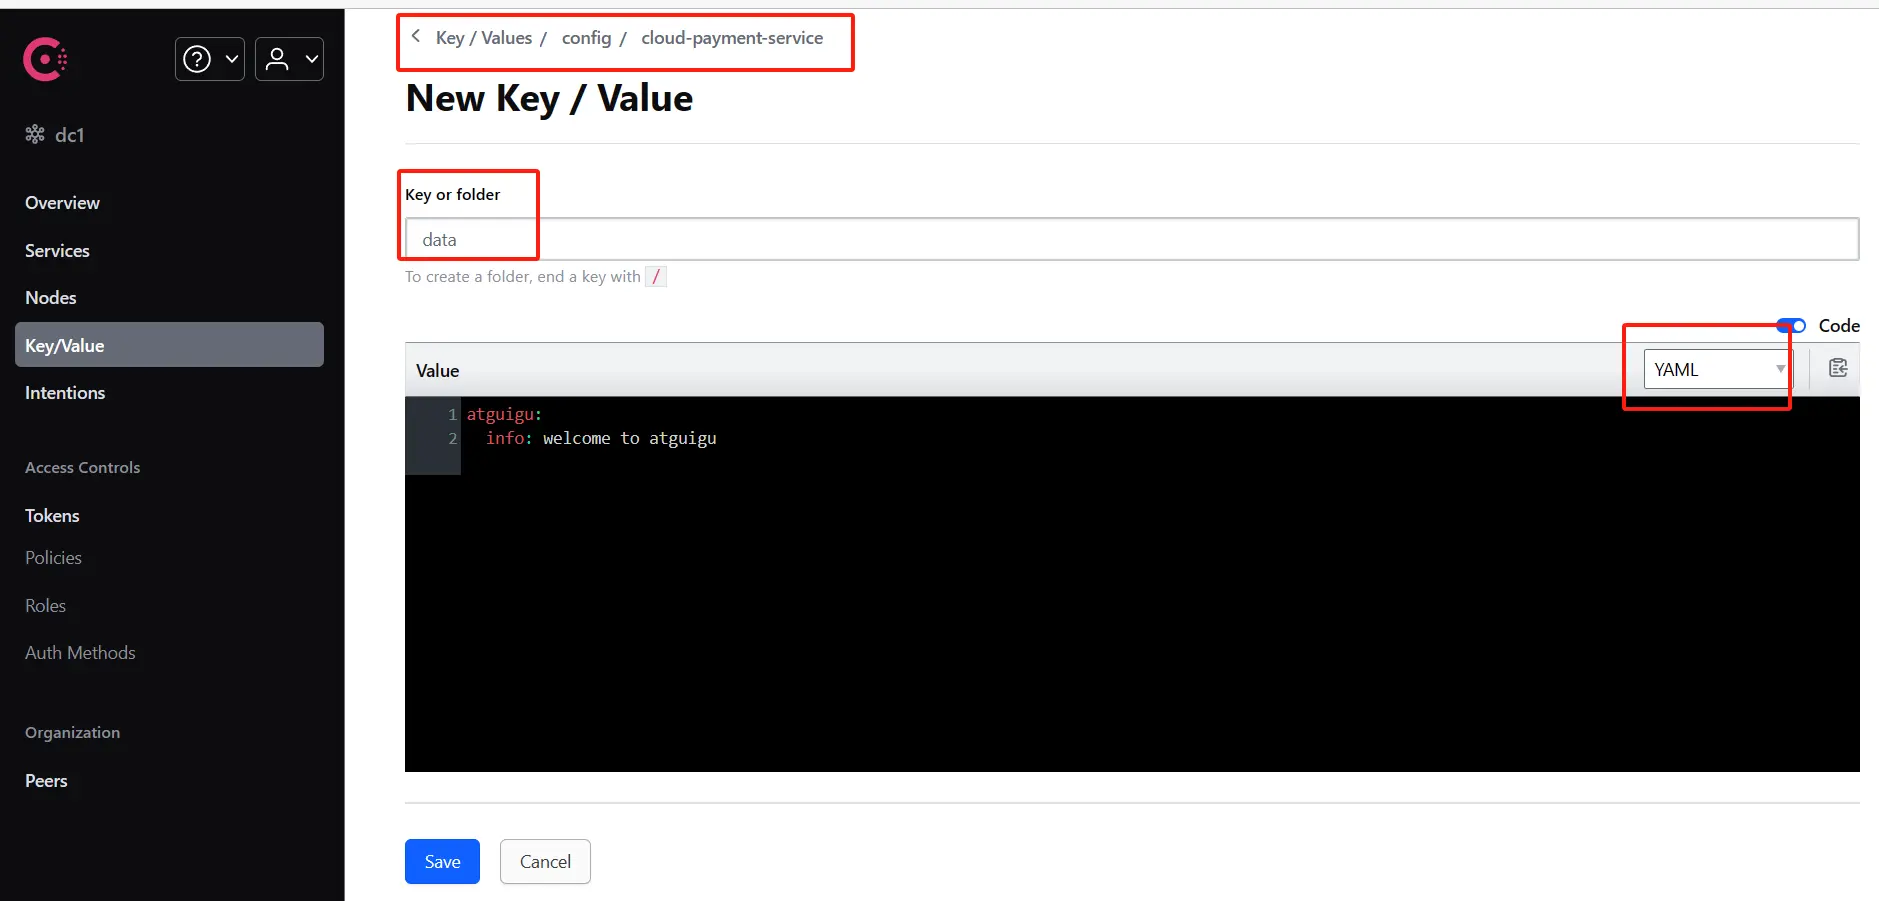 dc1
Overview
Services
Nodes
Key/Value
Intentions
Access Controls
Tokens
Policies
Roles
Auth Methods
Organization
Peers
Key / Values / config / cloud-payment-service
New Key / Value
Key or folder
data
To create a folder, end a key with /
Code
Value YAML
1 atguigu:
2 info: welcome to atguigu
Save Cancel